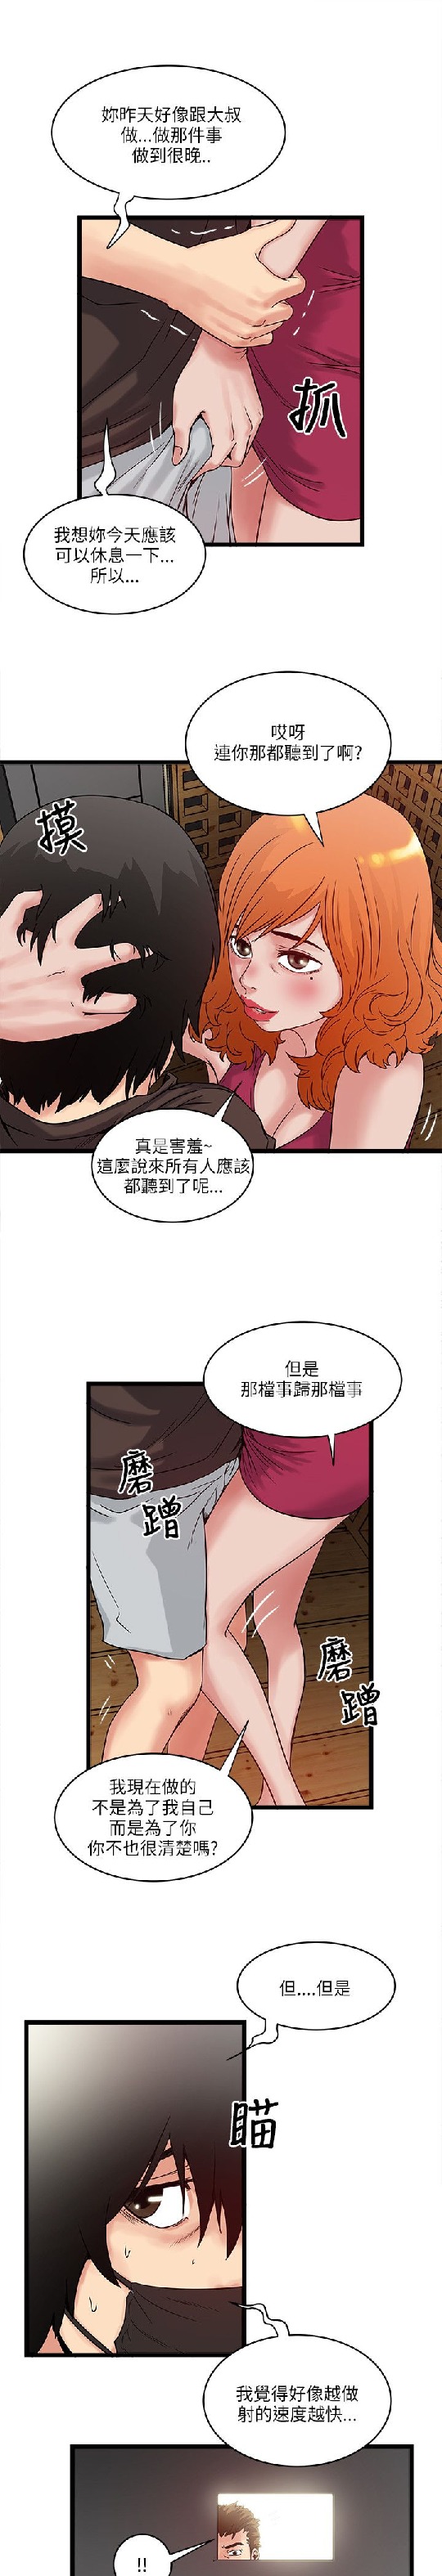 妳昨天好像跟大叔
做...做那件事
做到很晚..
抓
我想妳今天應該
可以休息一下...
所以...
哎呀
連你那都聽到了啊?
摸
真是害羞~
這麼說來所有人應該
都聽到了呢...
但是
那檔事歸那檔事
磨
蹭
磨
蹭
我現在做的
不是為了我自己
而是為了你
你不也很清楚嗎?
但....但是
瞄
我覺得好像越做
射的速度越快...
!!